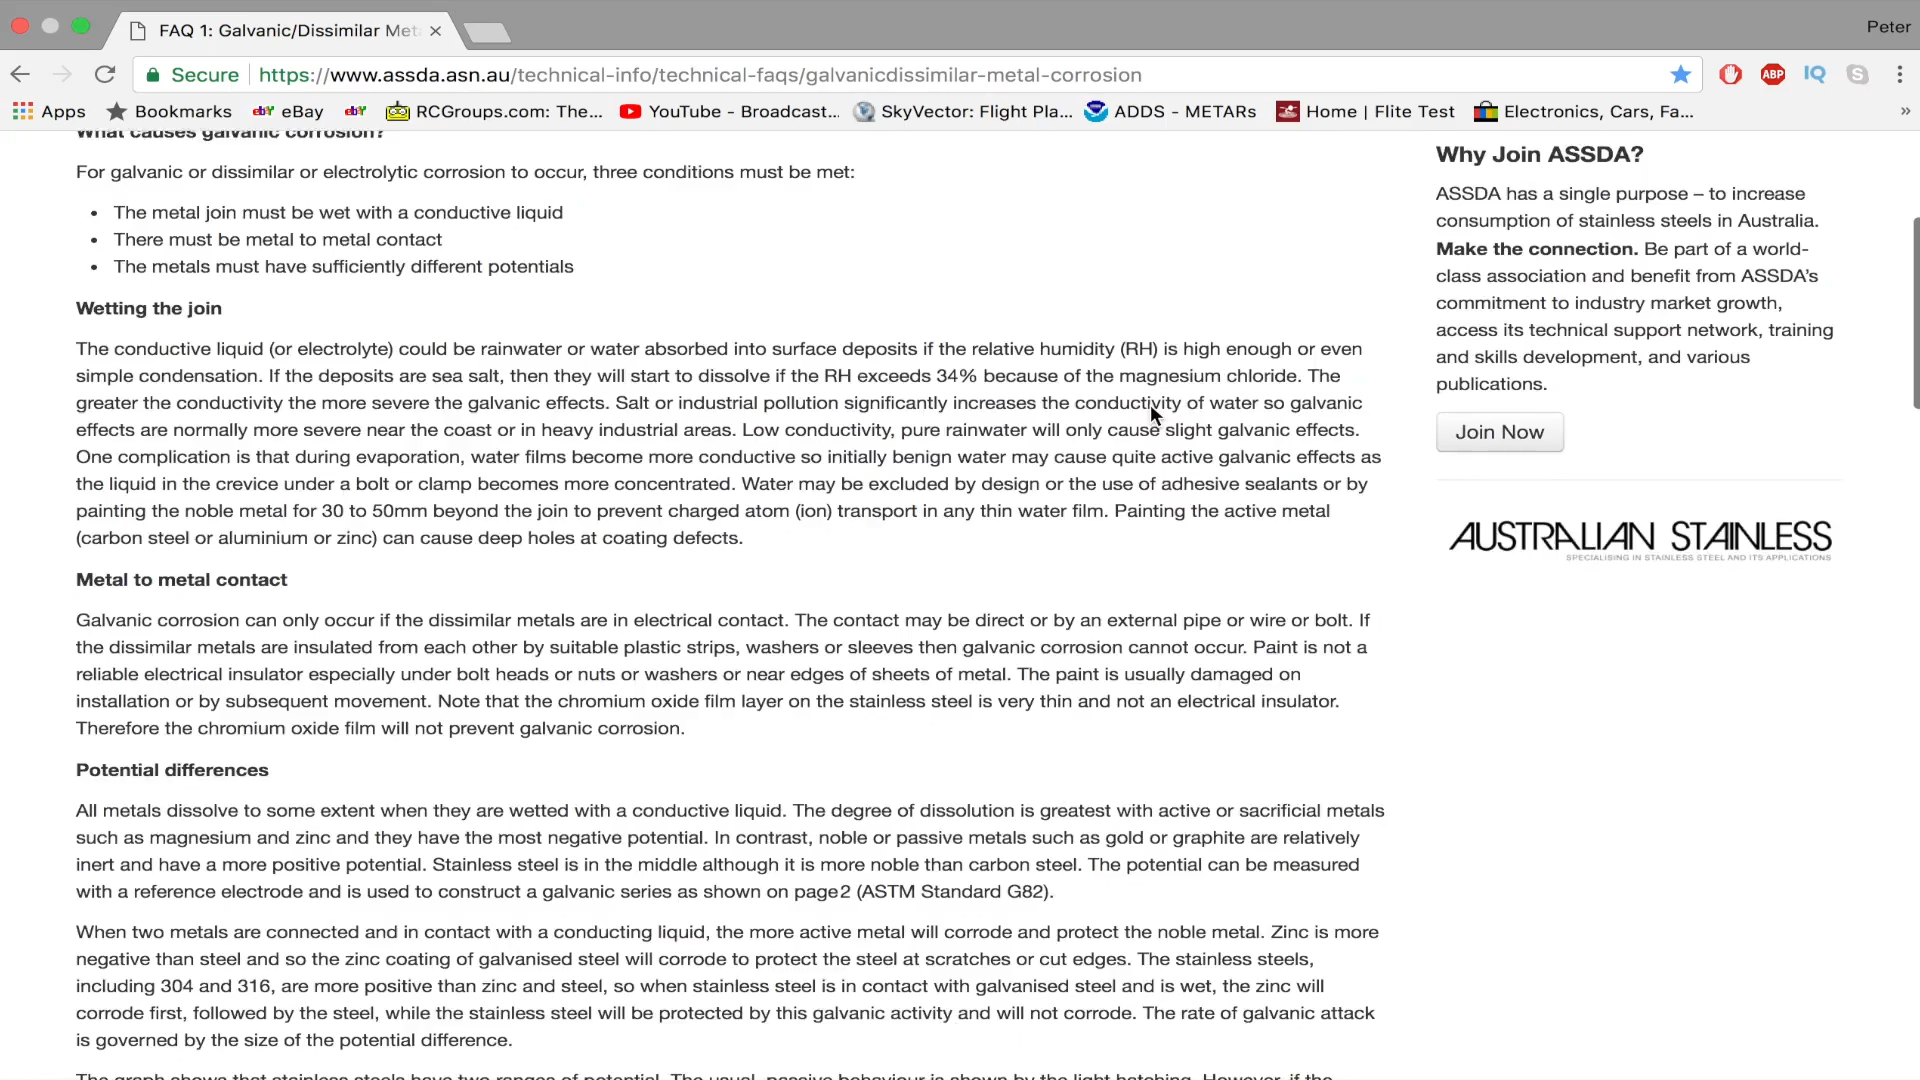 FAQ 1: Galvanic/Dissimilar Met
Peter
Secure https://www.assda.asn.au/technical-info/technical-faqs/galvanicdissimilar-metal-corrosion
ABP
IQ
Apps Bookmarks eBay RCGroups.com: The... YouTube - Broadcast... SkyVector: Flight Pla... ADDS - METARs Home | Flite Test Electronics, Cars, Fa... »
What causes galvanic corrosion?
For galvanic or dissimilar or electrolytic corrosion to occur, three conditions must be met:
• The metal join must be wet with a conductive liquid
• There must be metal to metal contact
• The metals must have sufficiently different potentials
Wetting the join
The conductive liquid (or electrolyte) could be rainwater or water absorbed into surface deposits if the relative humidity (RH) is high enough or even
simple condensation. If the deposits are sea salt, then they will start to dissolve if the RH exceeds 34% because of the magnesium chloride. The
greater the conductivity the more severe the galvanic effects. Salt or industrial pollution significantly increases the conductivity of water so galvanic
effects are normally more severe near the coast or in heavy industrial areas. Low conductivity, pure rainwater will only cause slight galvanic effects.
One complication is that during evaporation, water films become more conductive so initially benign water may cause quite active galvanic effects as
the liquid in the crevice under a bolt or clamp becomes more concentrated. Water may be excluded by design or the use of adhesive sealants or by
painting the noble metal for 30 to 50mm beyond the join to prevent charged atom (ion) transport in any thin water film. Painting the active metal
(carbon steel or aluminium or zinc) can cause deep holes at coating defects.
Metal to metal contact
Galvanic corrosion can only occur if the dissimilar metals are in electrical contact. The contact may be direct or by an external pipe or wire or bolt. If
the dissimilar metals are insulated from each other by suitable plastic strips, washers or sleeves then galvanic corrosion cannot occur. Paint is not a
reliable electrical insulator especially under bolt heads or nuts or washers or near edges of sheets of metal. The paint is usually damaged on
installation or by subsequent movement. Note that the chromium oxide film layer on the stainless steel is very thin and not an electrical insulator.
Therefore the chromium oxide film will not prevent galvanic corrosion.
Potential differences
All metals dissolve to some extent when they are wetted with a conductive liquid. The degree of dissolution is greatest with active or sacrificial metals
such as magnesium and zinc and they have the most negative potential. In contrast, noble or passive metals such as gold or graphite are relatively
inert and have a more positive potential. Stainless steel is in the middle although it is more noble than carbon steel. The potential can be measured
with a reference electrode and is used to construct a galvanic series as shown on page2 (ASTM Standard G82).
When two metals are connected and in contact with a conducting liquid, the more active metal will corrode and protect the noble metal. Zinc is more
negative than steel and so the zinc coating of galvanised steel will corrode to protect the steel at scratches or cut edges. The stainless steels,
including 304 and 316, are more positive than zinc and steel, so when stainless steel is in contact with galvanised steel and is wet, the zinc will
corrode first, followed by the steel, while the stainless steel will be protected by this galvanic activity and will not corrode. The rate of galvanic attack
is governed by the size of the potential difference.
The graph shows that stainless steels have two ranges of potential. The usual, passive behaviour is shown by the light hatching. However, if the
Why Join ASSDA?
ASSDA has a single purpose – to increase
consumption of stainless steels in Australia.
Make the connection. Be part of a world-
class association and benefit from ASSDA's
commitment to industry market growth,
access its technical support network, training
and skills development, and various
publications.
Join Now
AUSTRALIAN STAINLESS
SPECIALISING IN STAINLESS STEEL AND ITS APPLICATIONS